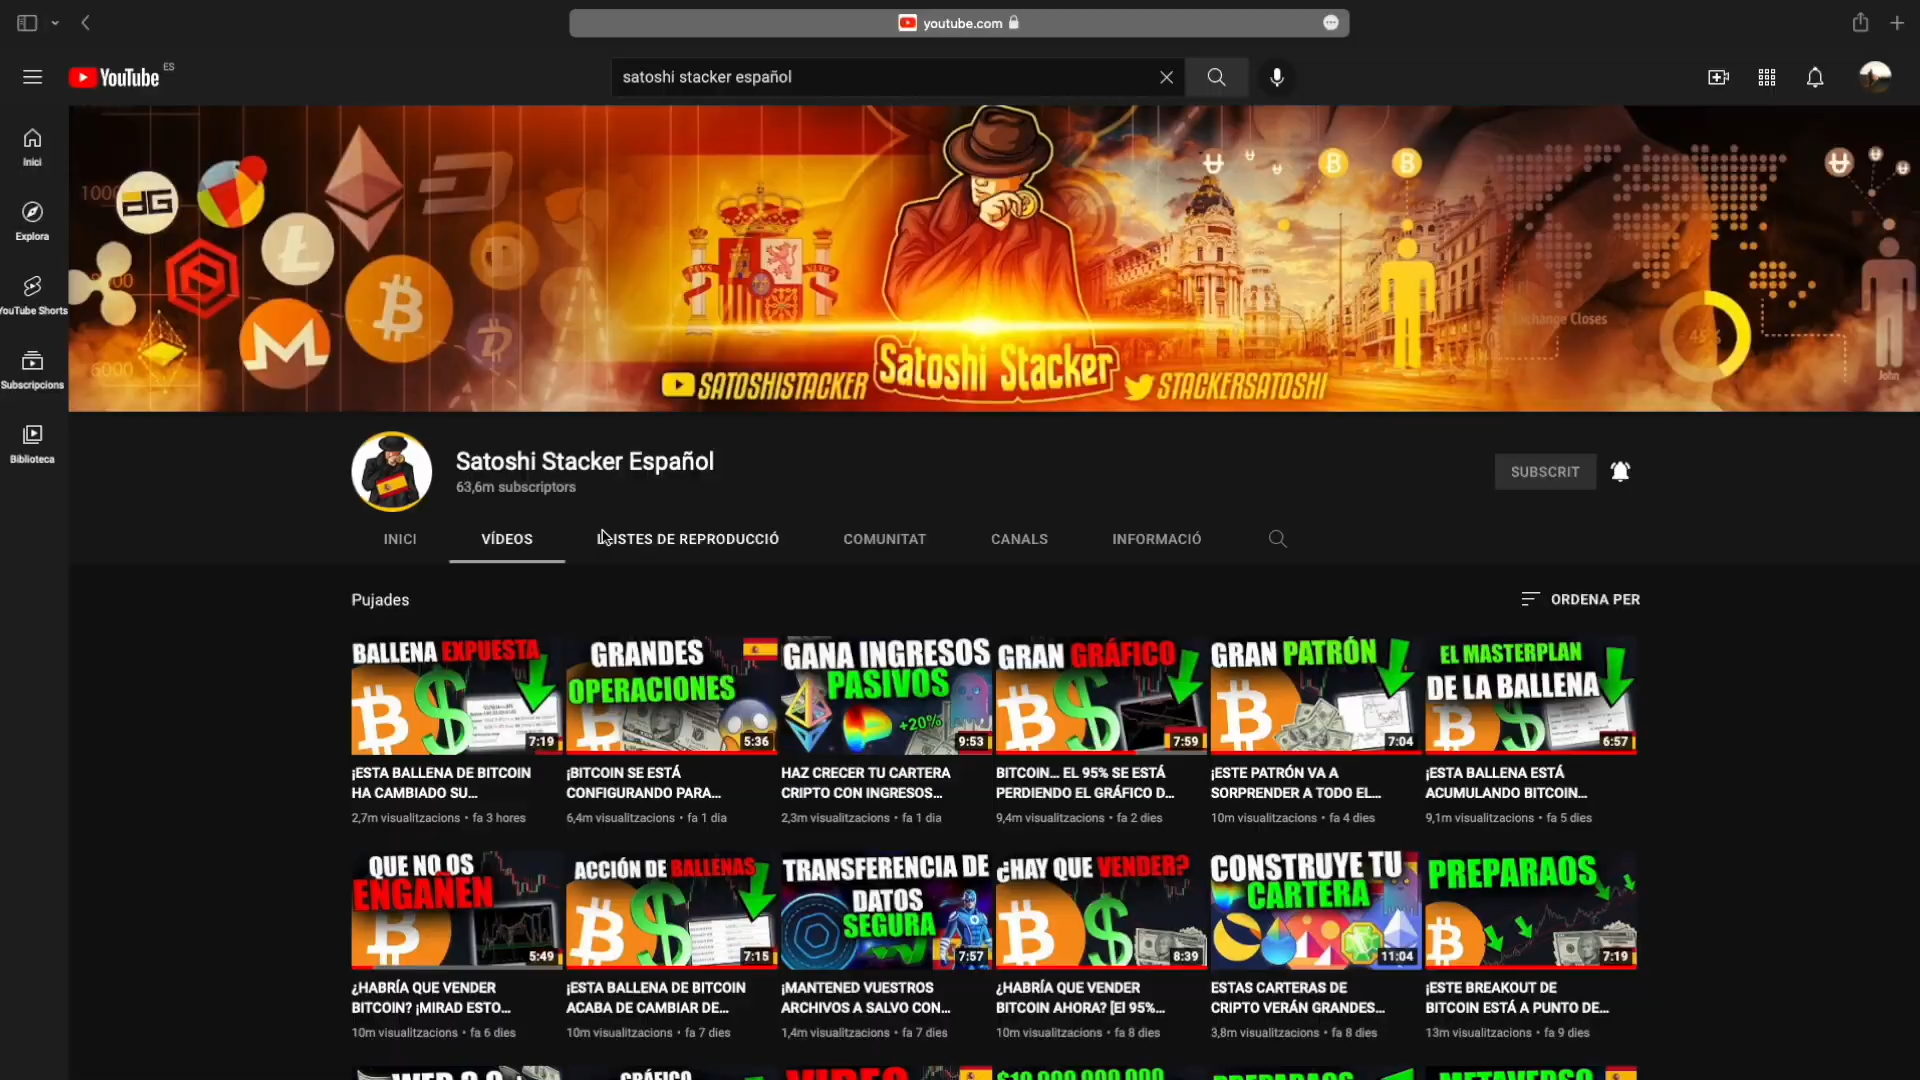 youtube.com
YouTube ES
satoshi stacker español
Inici
Explora
YouTube Shorts
Subscripcions
Biblioteca
SATOSHISTACKER
Satoshi Stacker
STACKERSATOSHI
Exchange Closes
45%
John
6000
Satoshi Stacker Español
63,6m subscriptors
SUBSCRIT
INICI
VÍDEOS
LLISTES DE REPRODUCCIÓ
COMUNITAT
CANALS
INFORMACIÓ
Pujades
ORDENA PER
BALLENA EXPUESTA
7:19
¡ESTA BALLENA DE BITCOIN
HA CAMBIADO SU...
2,7m visualitzacions • fa 3 hores
GRANDES
OPERACIONES
5:36
¡BITCOIN SE ESTÁ
CONFIGURANDO PARA...
6,4m visualitzacions • fa 1 dia
GANA INGRESOS
PASIVOS
+20%
9:53
HAZ CRECER TU CARTERA
CRIPTO CON INGRESOS...
2,3m visualitzacions • fa 1 dia
GRAN GRÁFICO
7:59
BITCOIN... EL 95% SE ESTÁ
PERDIENDO EL GRÁFICO D...
9,4m visualitzacions • fa 2 dies
GRAN PATRÓN
7:04
¡ESTE PATRÓN VA A
SORPRENDER A TODO EL...
10m visualitzacions • fa 4 dies
EL MASTERPLAN
DE LA BALLENA
6:57
¡ESTA BALLENA ESTÁ
ACUMULANDO BITCOIN...
9,1m visualitzacions • fa 5 dies
QUE NO OS
ENGAÑEN
5:49
¿HABRÍA QUE VENDER
BITCOIN? ¡MIRAD ESTO...
10m visualitzacions • fa 6 dies
ACCIÓN DE BALLENAS
7:15
¡ESTA BALLENA DE BITCOIN
ACABA DE CAMBIAR DE...
10m visualitzacions • fa 7 dies
TRANSFERENCIA DE
DATOS
SEGURA
7:57
¡MANTENED VUESTROS
ARCHIVOS A SALVO CON...
1,4m visualitzacions • fa 7 dies
¿HAY QUE VENDER?
8:39
¿HABRÍA QUE VENDER
BITCOIN AHORA? [El 95%...
10m visualitzacions • fa 8 dies
CONSTRUYE TU
CARTERA
11:04
ESTAS CARTERAS DE
CRIPTO VERÁN GRANDES...
3,8m visualitzacions • fa 8 dies
PREPARAOS
7:19
¡ESTE BREAKOUT DE
BITCOIN ESTÁ A PUNTO DE...
13m visualitzacions • fa 9 dies
GRÁFICO
PREPARAOS
METAVERSO